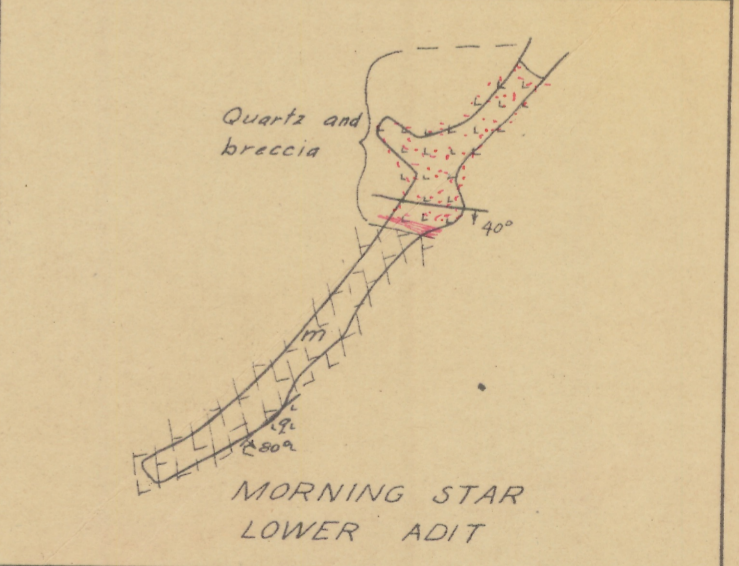 Quartz and
breccia
40°
m
q
80°
MORNING STAR
LOWER ADIT